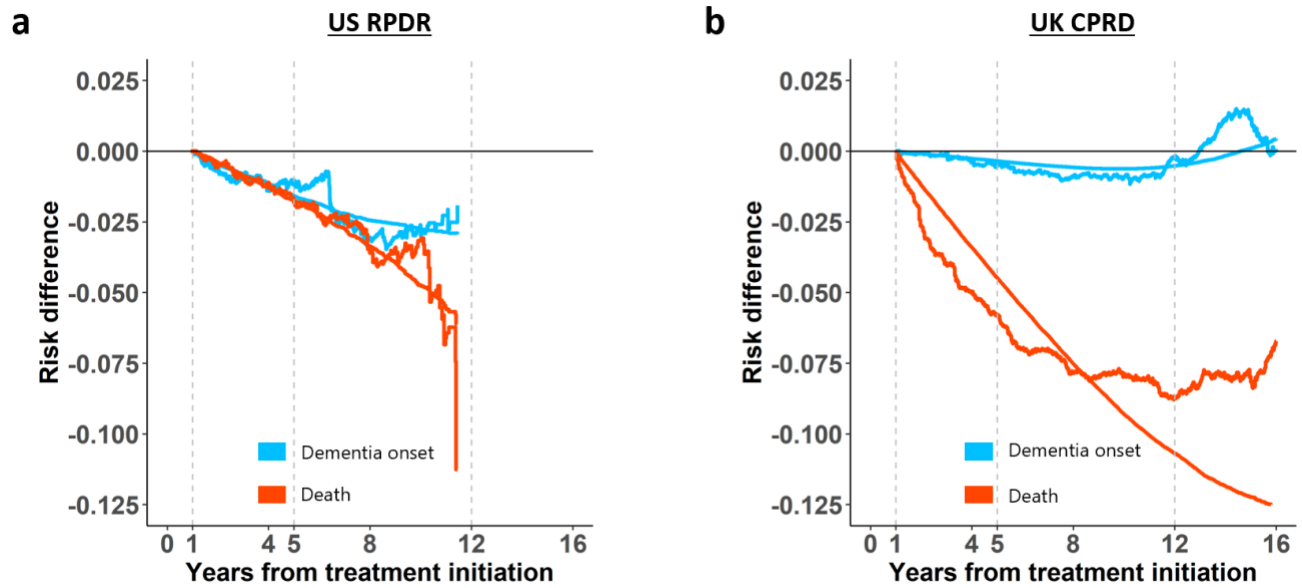 a
US RPDR
0.025
0.000
-0.025
-0.050
-0.075
-0.100
-0.125
Risk difference
Dementia onset
Death
0 1 4 5 8 12 16
Years from treatment initiation
b
UK CPRD
0.025
0.000
-0.025
-0.050
-0.075
-0.100
-0.125
Risk difference
Dementia onset
Death
0 1 4 5 8 12 16
Years from treatment initiation